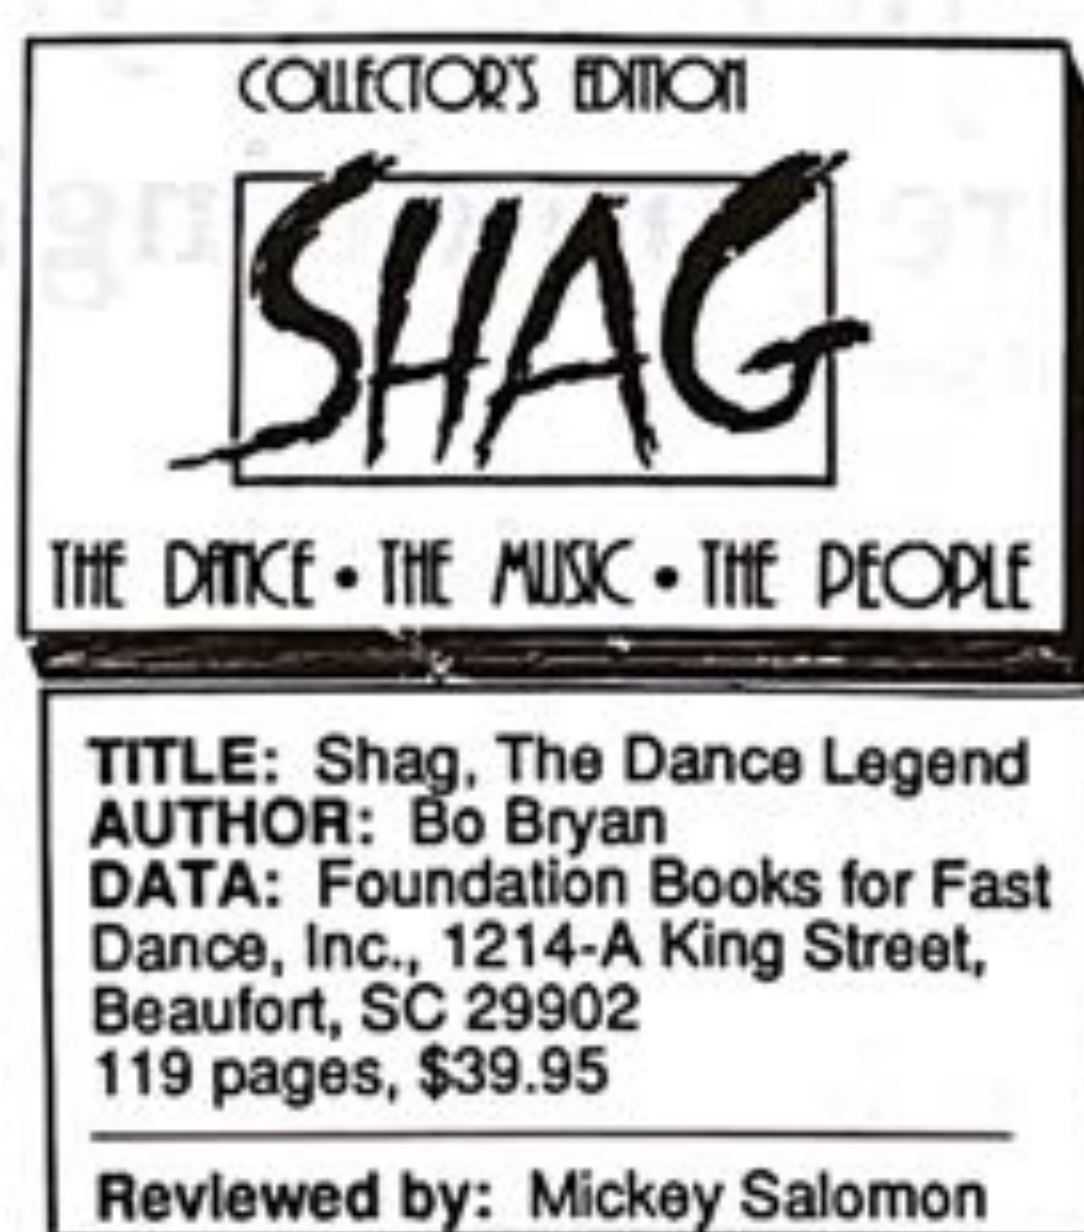 COLLECTOR'S EDITION
SHAG
THE DANCE • THE MUSIC • THE PEOPLE
TITLE: Shag, The Dance Legend
AUTHOR: Bo Bryan
DATA: Foundation Books for Fast
Dance, Inc., 1214-A King Street,
Beaufort, SC 29902
119 pages, $39.95
Reviewed by: Mickey Salomon